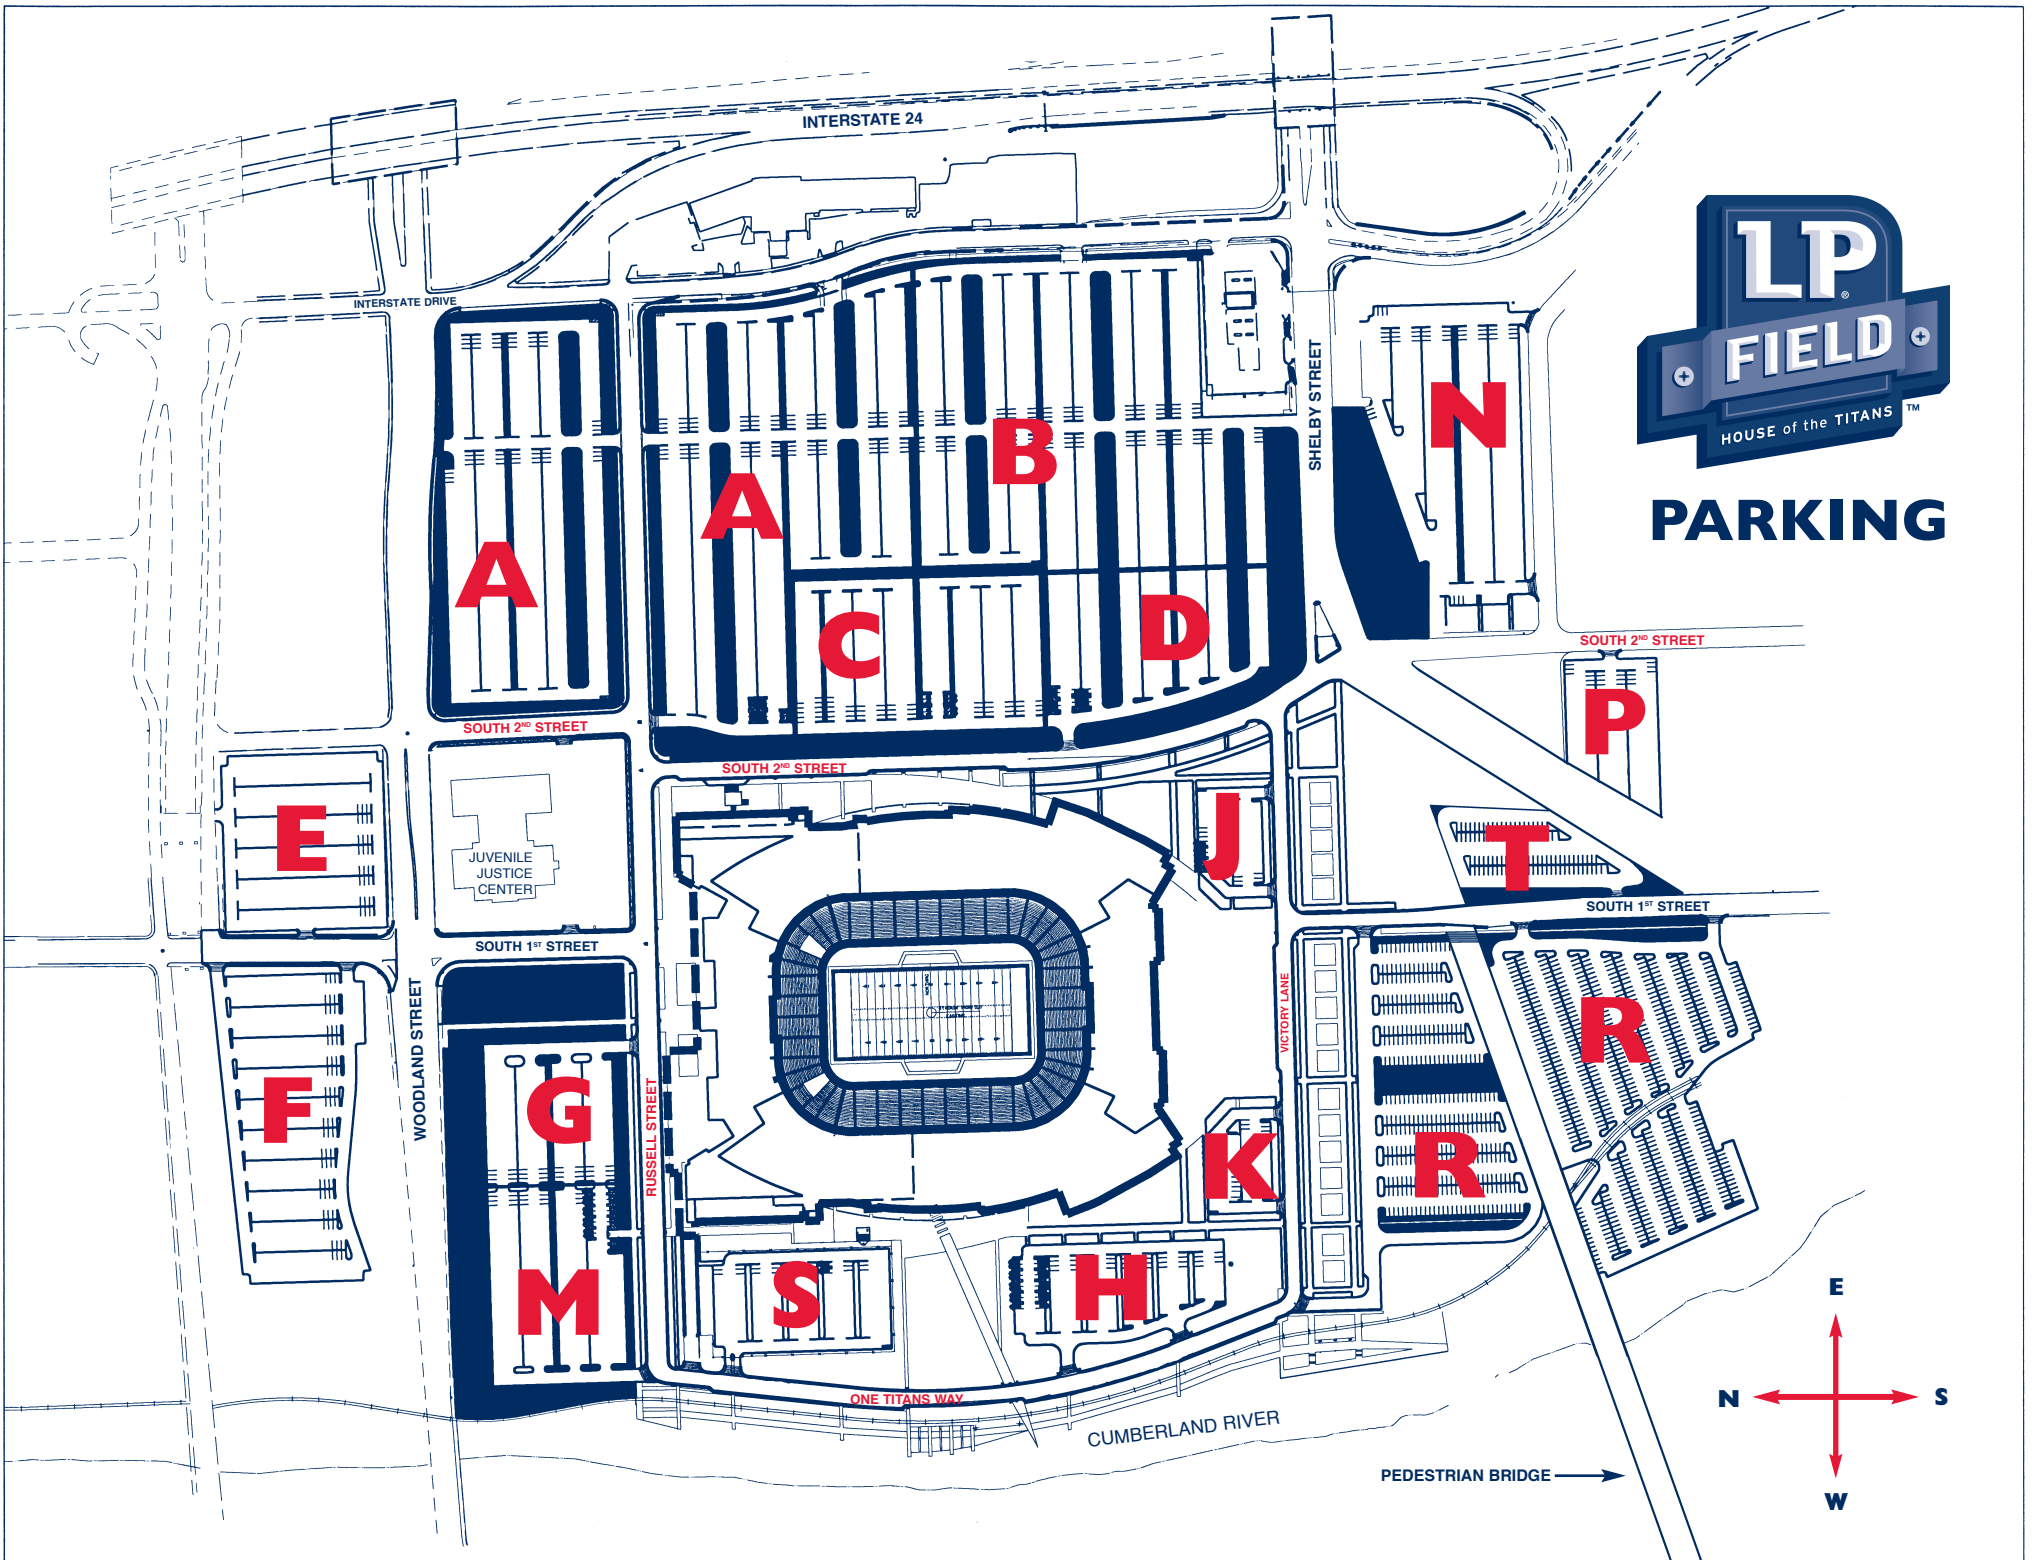 INTERSTATE 24
INTERSTATE DRIVE
SHELBY STREET
LP®
FIELD
HOUSE of the TITANS™
PARKING
N
B
A
A
C
D
SOUTH 2ND STREET
P
SOUTH 2ND STREET
SOUTH 2ND STREET
E
JUVENILE
JUSTICE
CENTER
J
T
SOUTH 1ST STREET
SOUTH 1ST STREET
WOODLAND STREET
VICTORY LANE
R
F
G
RUSSELL STREET
K
R
M
S
H
ONE TITANS WAY
CUMBERLAND RIVER
PEDESTRIAN BRIDGE
E
N
S
W